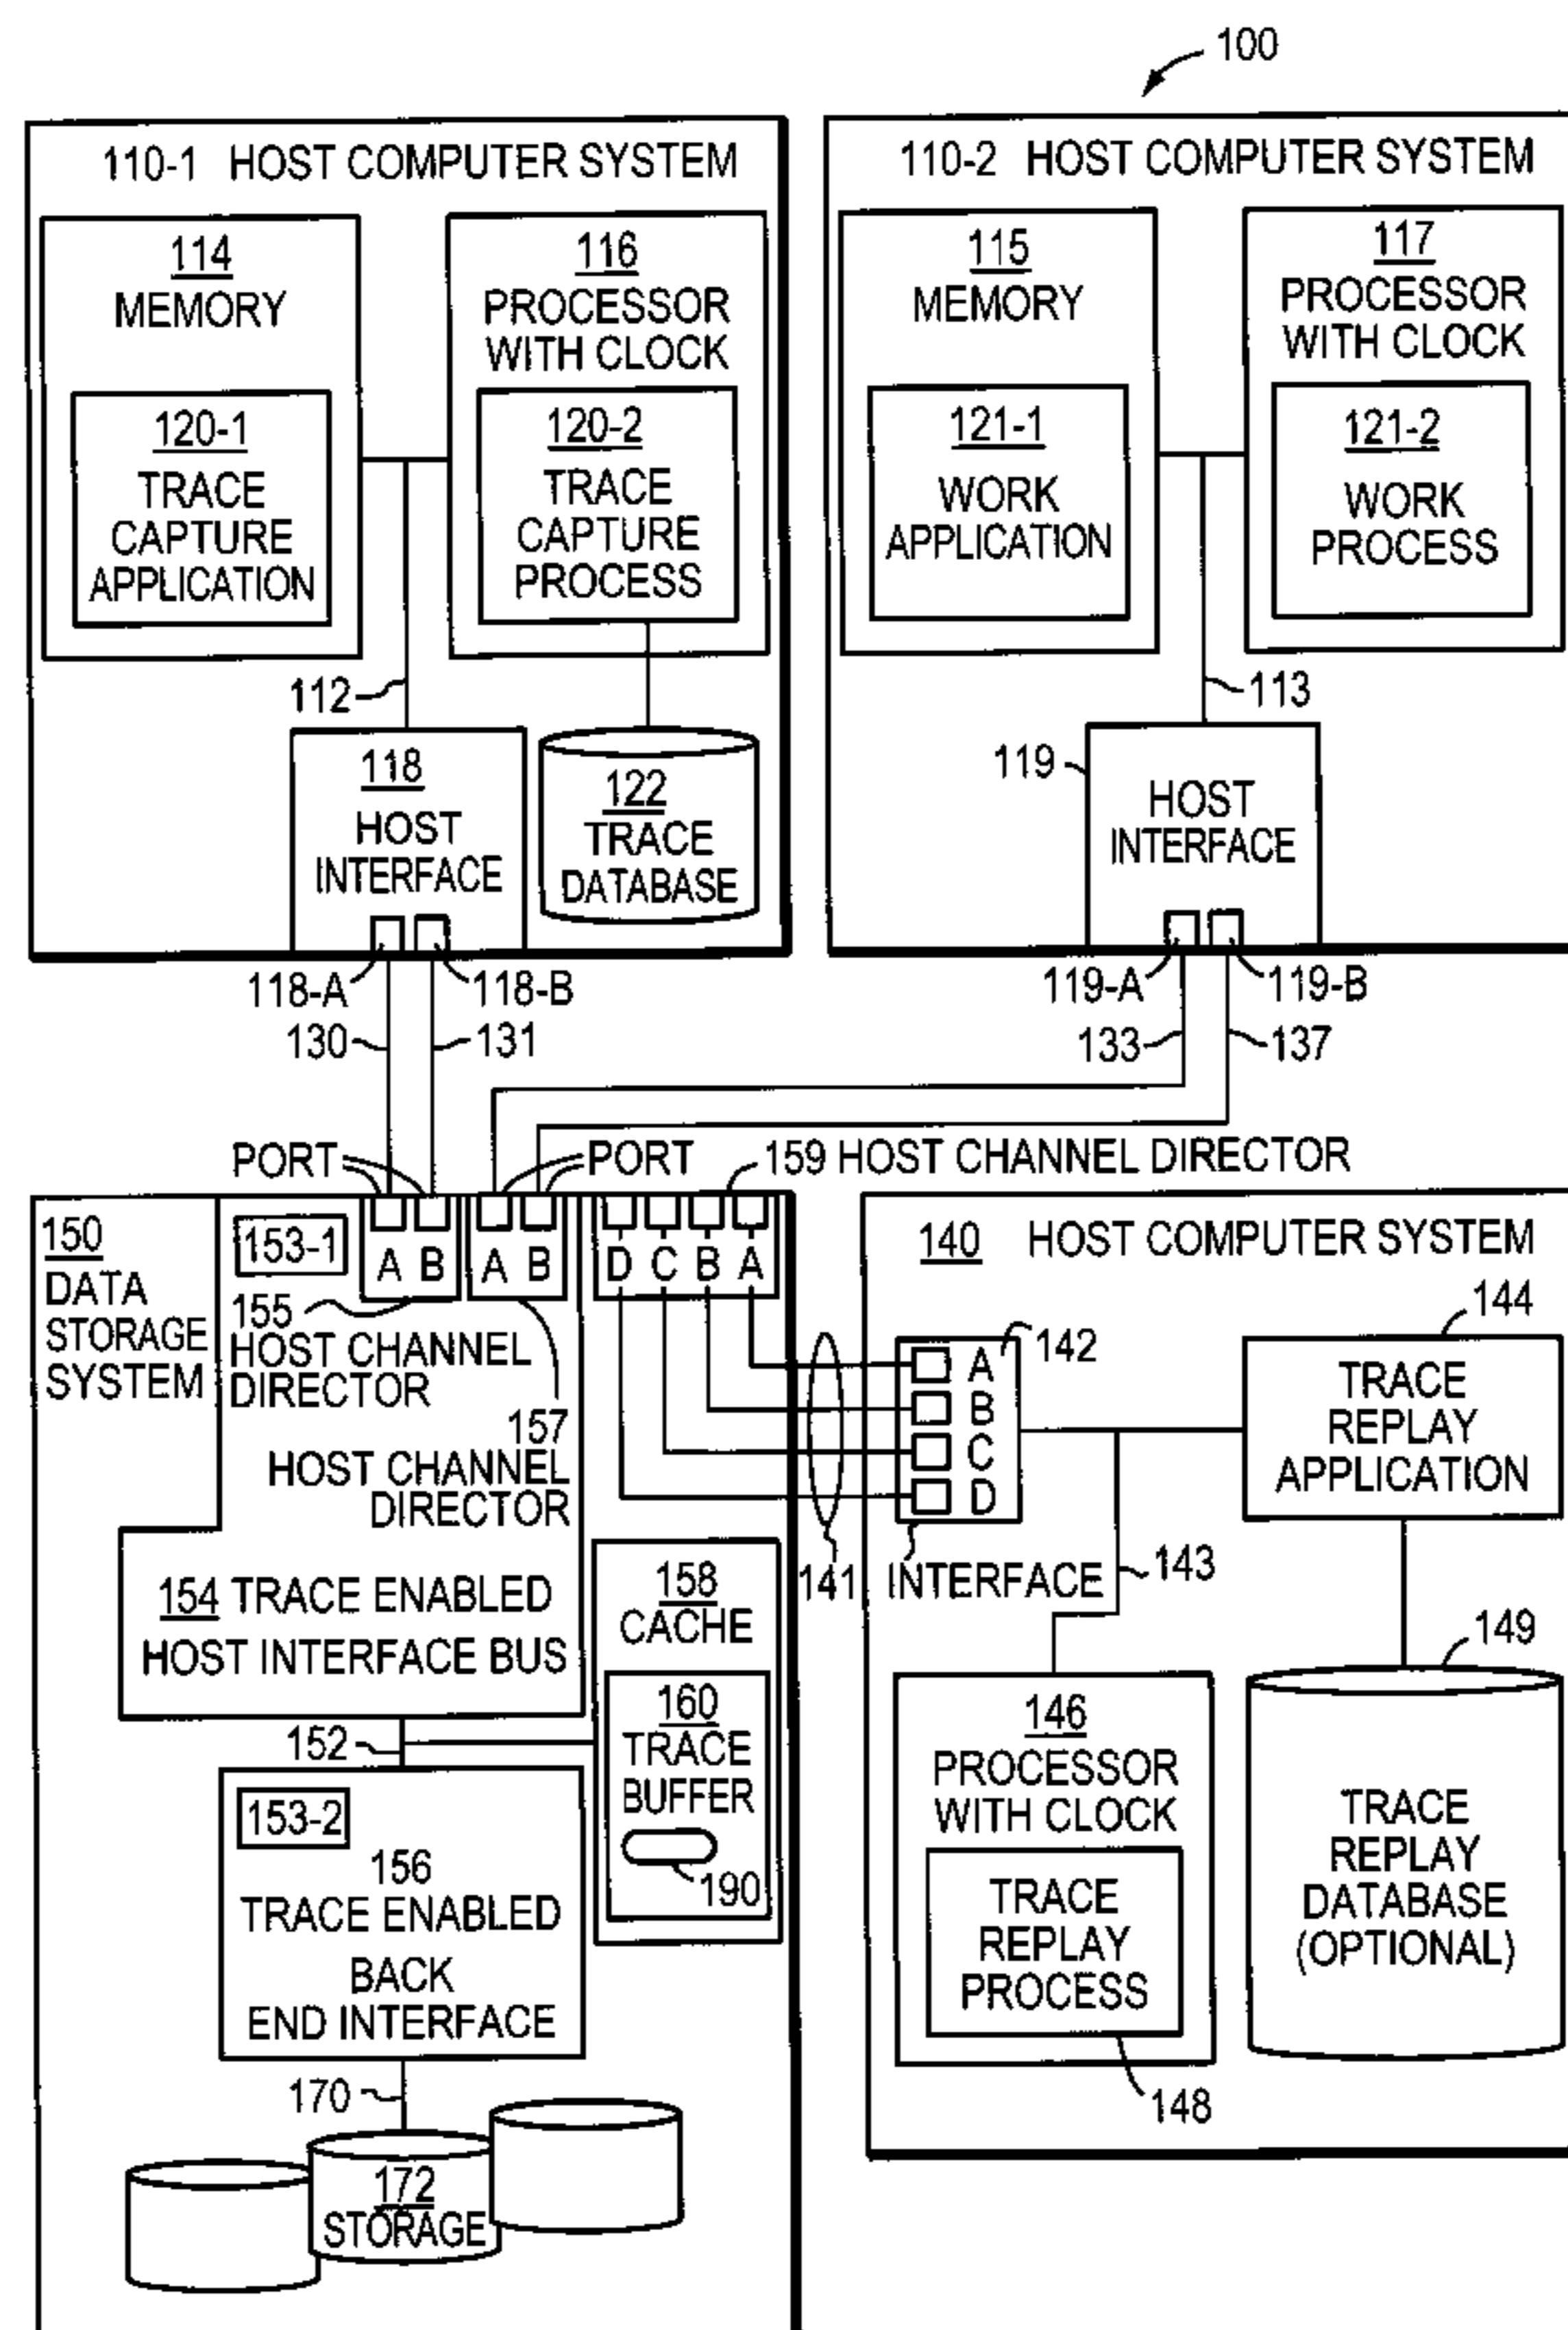 100
110-1 HOST COMPUTER SYSTEM
114
MEMORY
120-1
TRACE
CAPTURE
APPLICATION
116
PROCESSOR
WITH CLOCK
120-2
TRACE
CAPTURE
PROCESS
112
118
HOST
INTERFACE
122
TRACE
DATABASE
118-A
118-B
130
131
110-2 HOST COMPUTER SYSTEM
115
MEMORY
121-1
WORK
APPLICATION
117
PROCESSOR
WITH CLOCK
121-2
WORK
PROCESS
113
119
HOST
INTERFACE
119-A
119-B
133
137
PORT
PORT
159 HOST CHANNEL DIRECTOR
150
DATA
STORAGE
SYSTEM
153-1
A B
A B
D C B A
155
HOST CHANNEL
DIRECTOR
157
HOST CHANNEL
DIRECTOR
154 TRACE ENABLED
HOST INTERFACE BUS
152
158
CACHE
160
TRACE
BUFFER
190
153-2
156
TRACE ENABLED
BACK
END INTERFACE
170
172
STORAGE
140 HOST COMPUTER SYSTEM
142
A
B
C
D
141
INTERFACE
143
144
TRACE
REPLAY
APPLICATION
146
PROCESSOR
WITH CLOCK
TRACE
REPLAY
PROCESS
148
149
TRACE
REPLAY
DATABASE
(OPTIONAL)